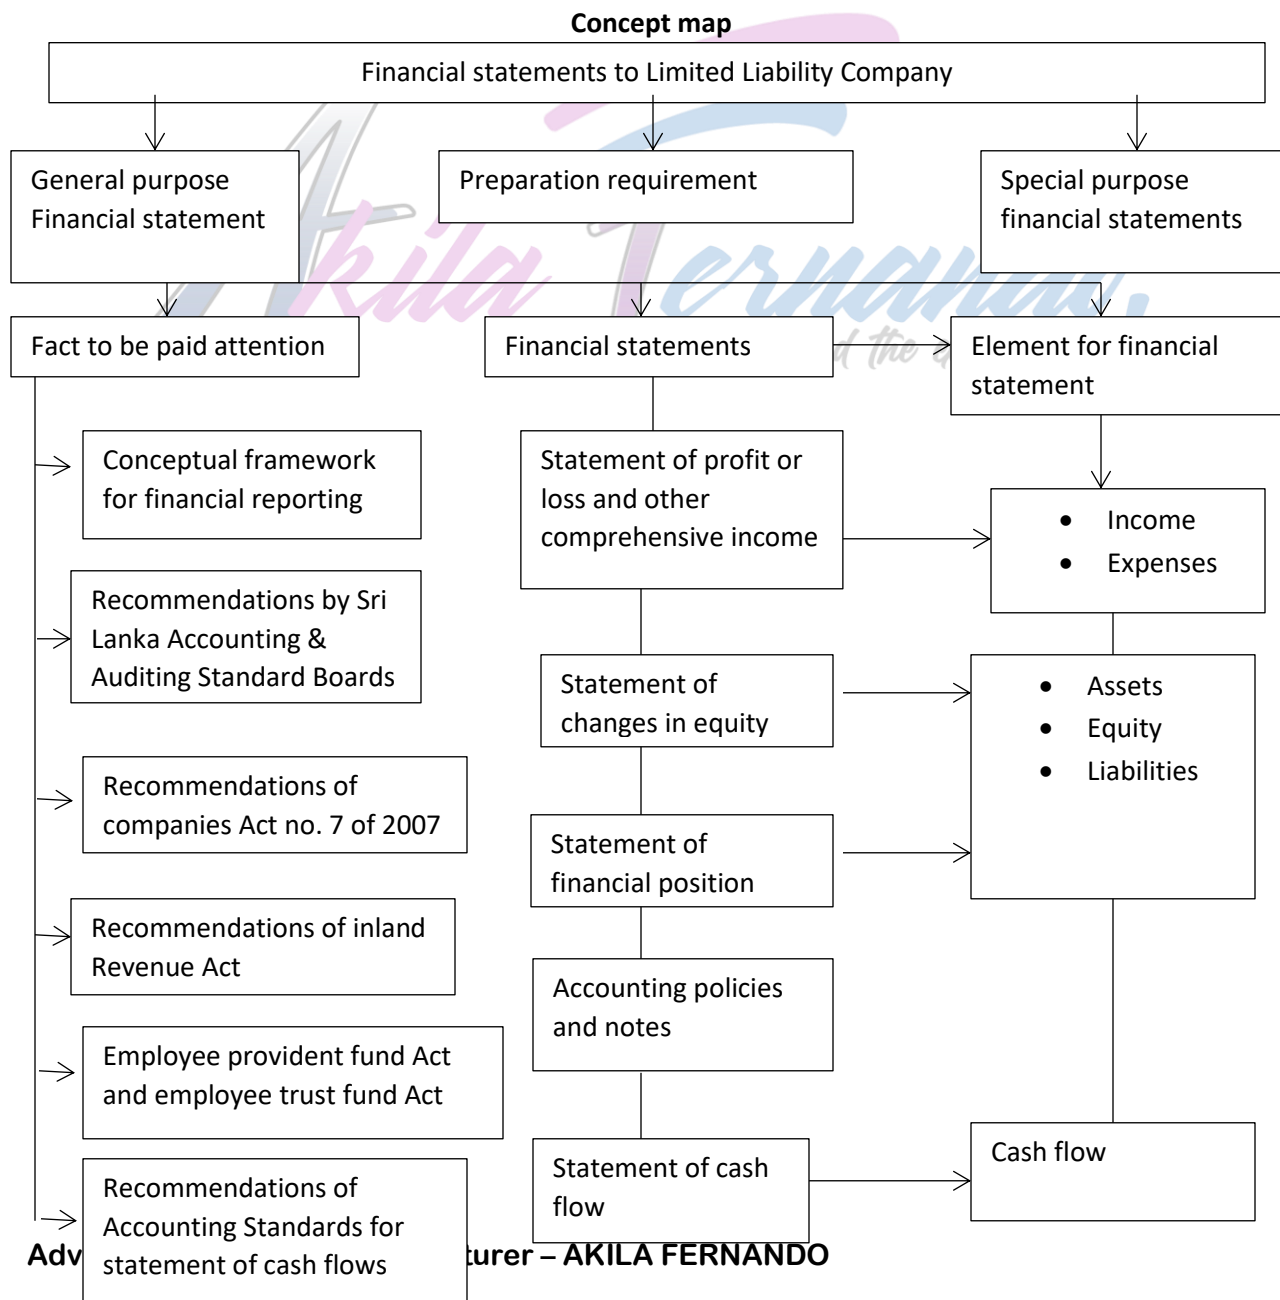 Concept map
Financial statements to Limited Liability Company
General purpose
Financial statement
Preparation requirement
Special purpose
financial statements
Akila Fernando.
d the
Fact to be paid attention
Financial statements
Element for financial
statement
Conceptual framework
for financial reporting
Recommendations by Sri
Lanka Accounting &
Auditing Standard Boards
Recommendations of
companies Act no. 7 of 2007
Recommendations of inland
Revenue Act
Employee provident fund Act
and employee trust fund Act
Recommendations of
Accounting Standards for
statement of cash flows
Statement of profit or
loss and other
comprehensive income
Statement of
changes in equity
Statement of
financial position
Accounting policies
and notes
Statement of cash
flow
• Income
• Expenses
• Assets
• Equity
• Liabilities
Cash flow
Adv turer – AKILA FERNANDO